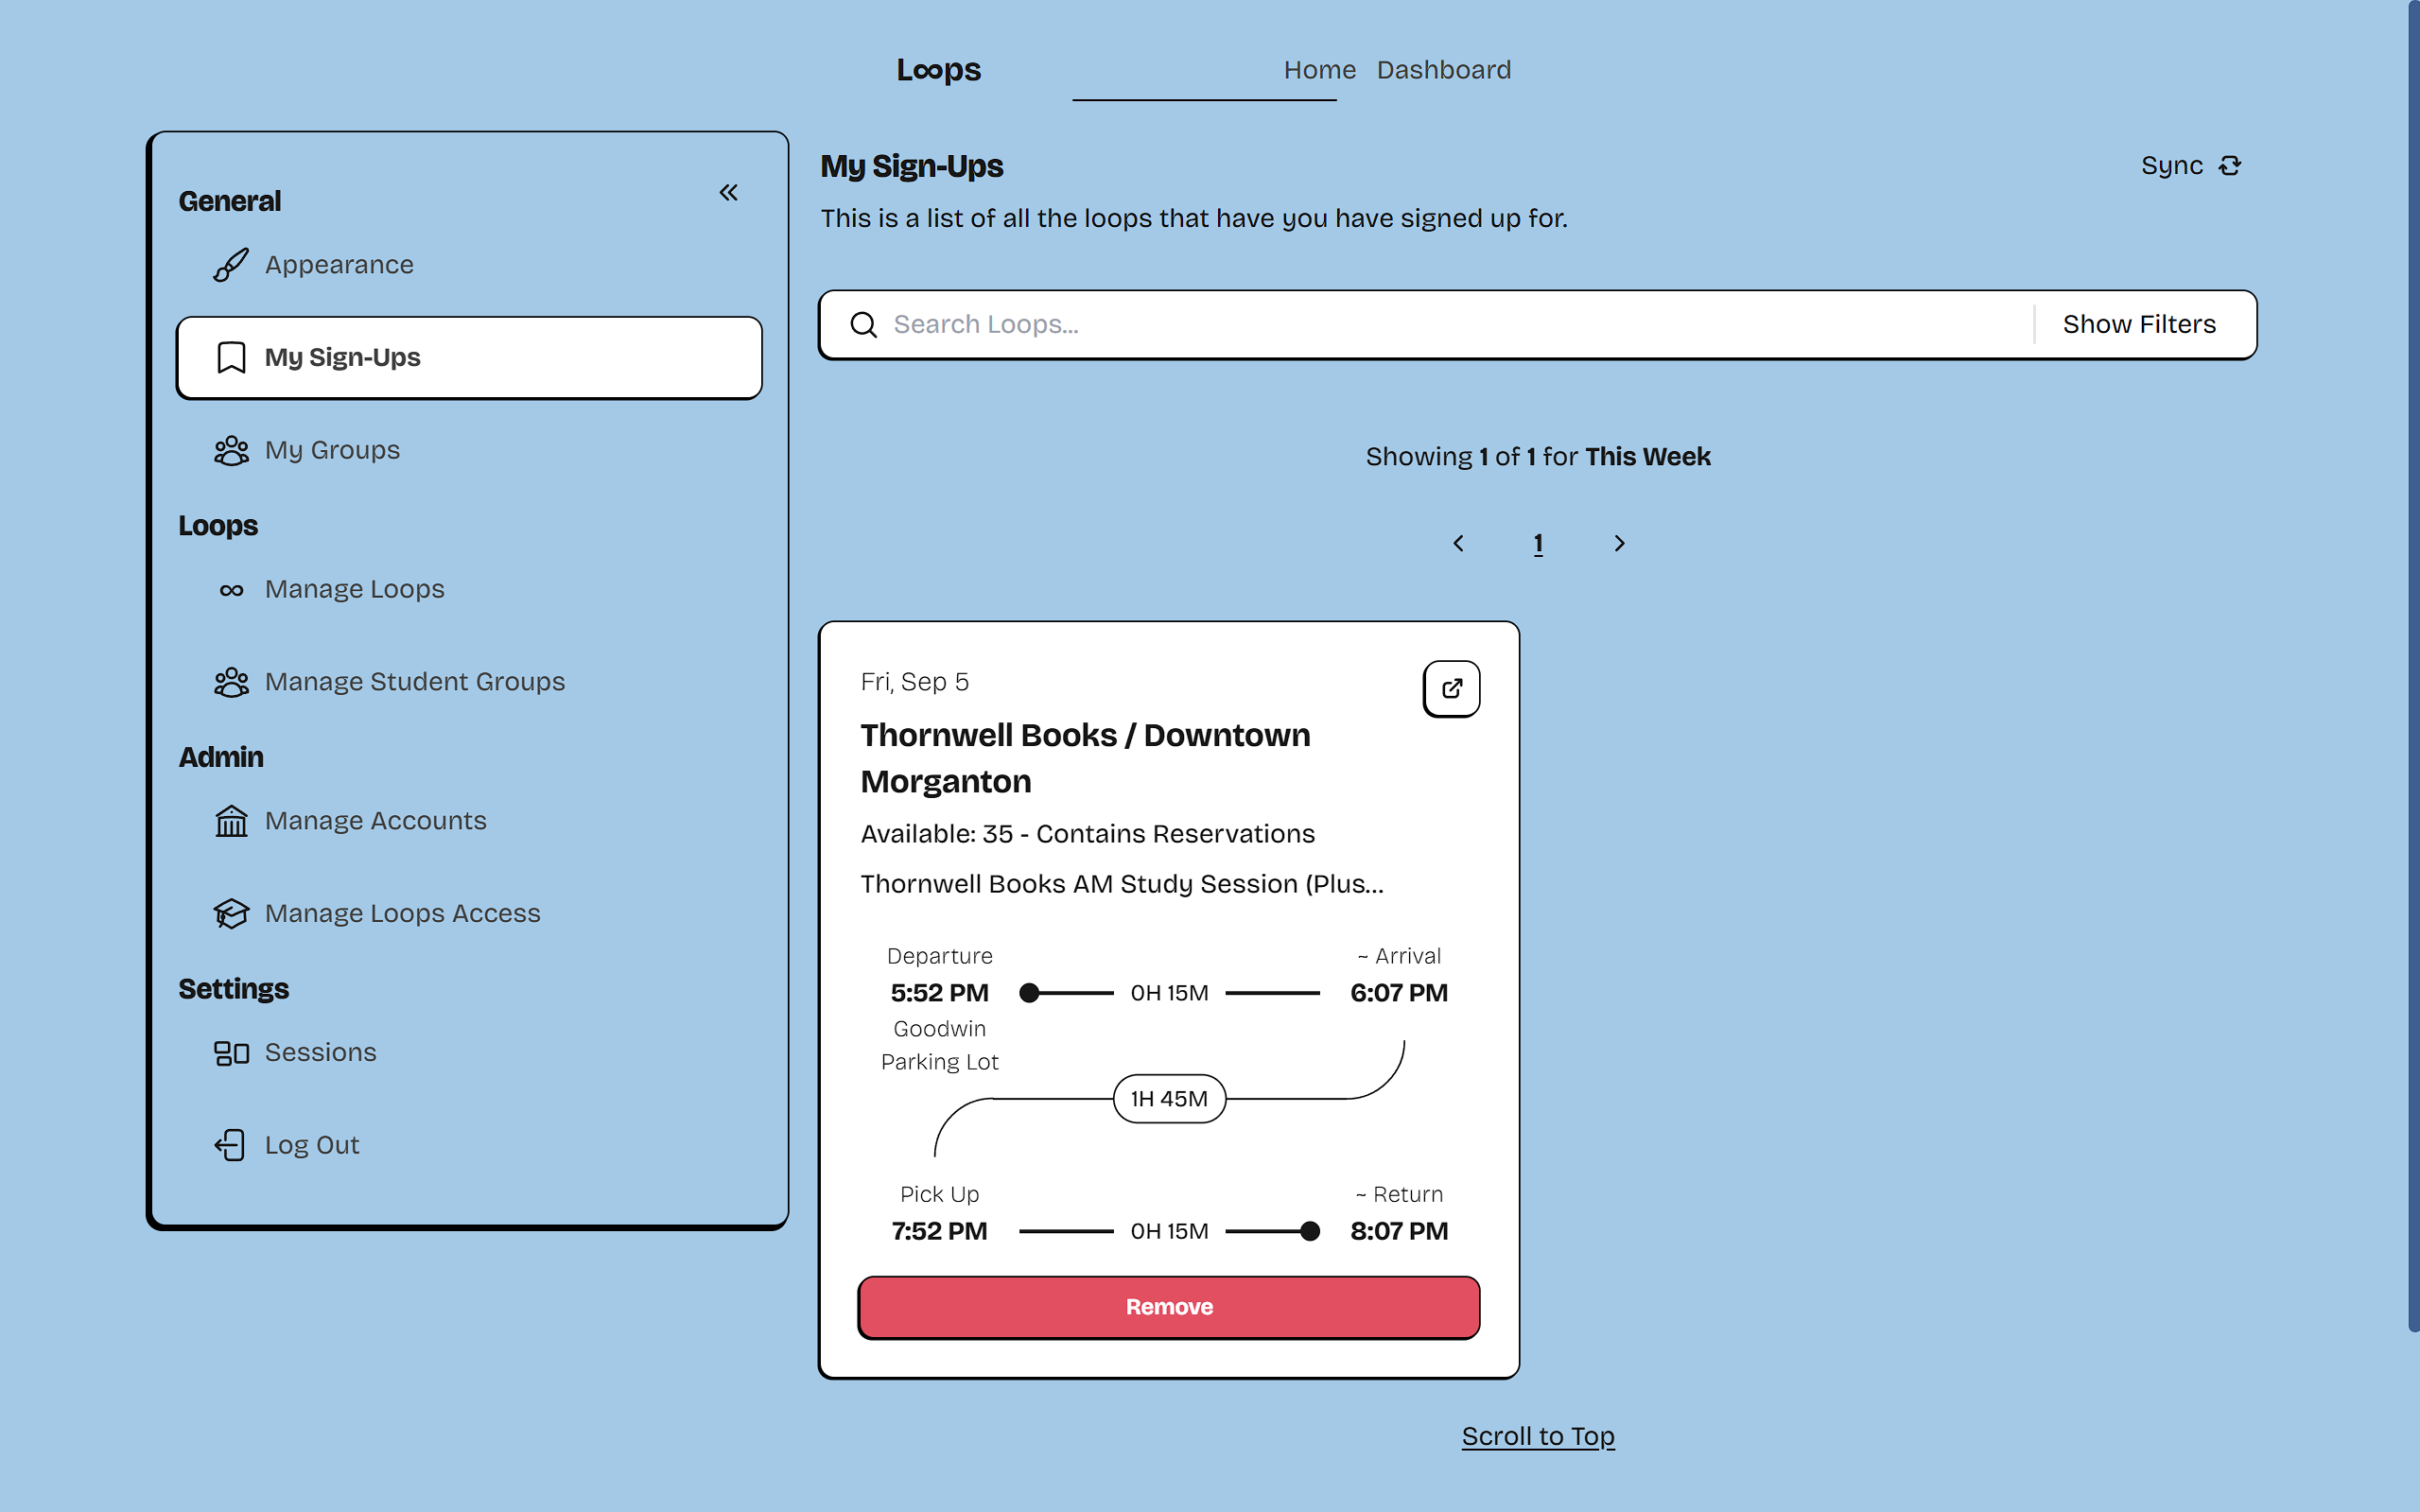 Loops
Home Dashboard
General
Appearance
My Sign-Ups
My Groups
Loops
Manage Loops
Manage Student Groups
Admin
Manage Accounts
Manage Loops Access
Settings
Sessions
Log Out
My Sign-Ups
Sync
This is a list of all the loops that have you have signed up for.
Search Loops...
Show Filters
Showing 1 of 1 for This Week
1
Fri, Sep 5
Thornwell Books / Downtown
Morganton
Available: 35 - Contains Reservations
Thornwell Books AM Study Session (Plus...
Departure
~ Arrival
5:52 PM
0H 15M
6:07 PM
Goodwin
Parking Lot
1H 45M
Pick Up
~ Return
7:52 PM
0H 15M
8:07 PM
Remove
Scroll to Top